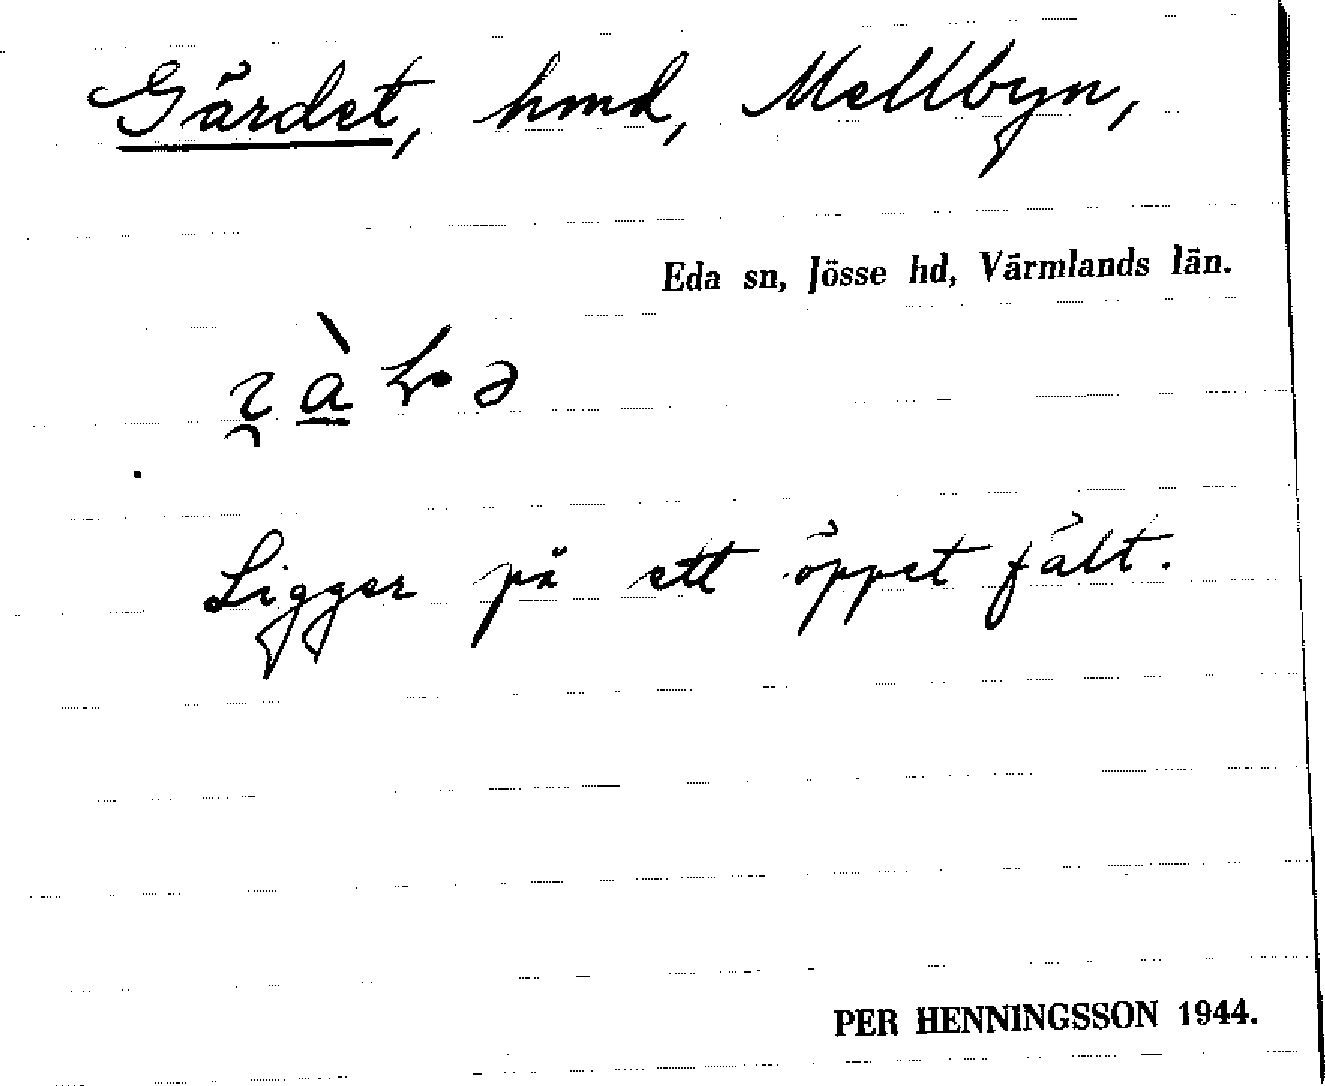 Gärdet, hmd, Mellbyn,
Eda sn, Jösse hd, Värmlands län.
Ligger på ett öppet fält.
PER HENNINGSSON 1944.